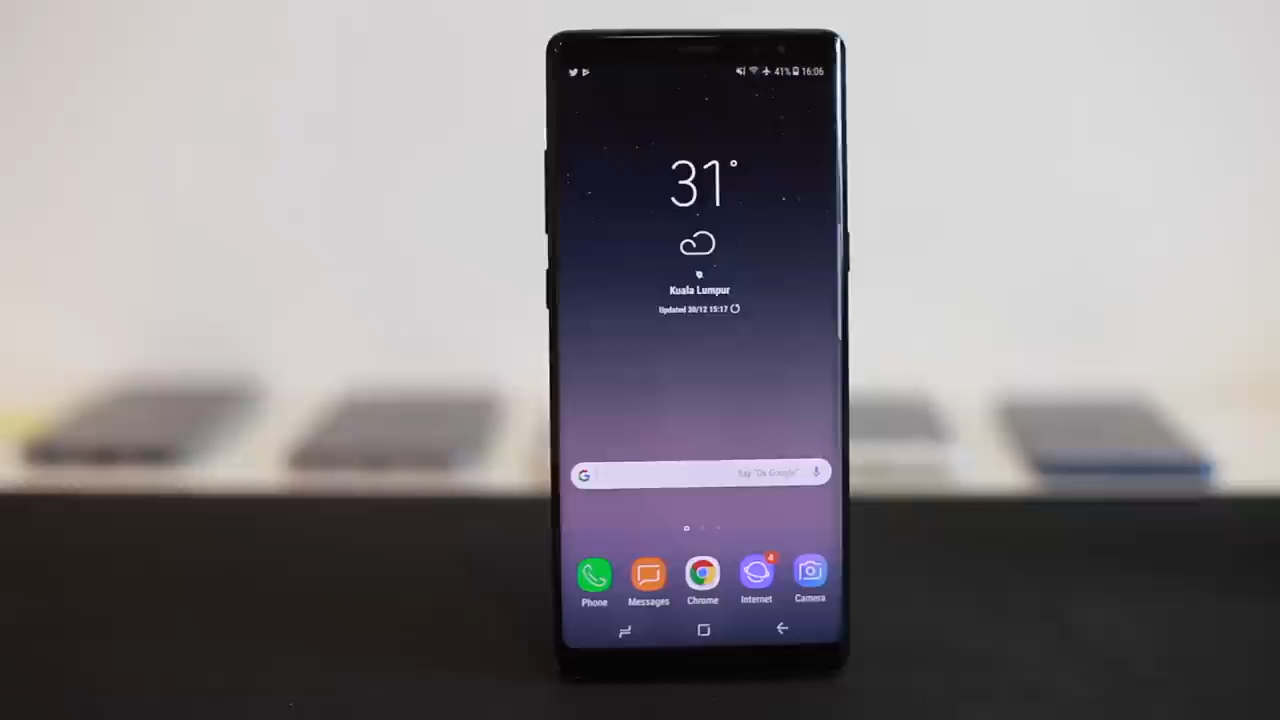 41% 16:06
31°
Kuala Lumpur
Updated 30/12 15:17
G Say "Ok Google"
4
Phone Messages Chrome Internet Camera